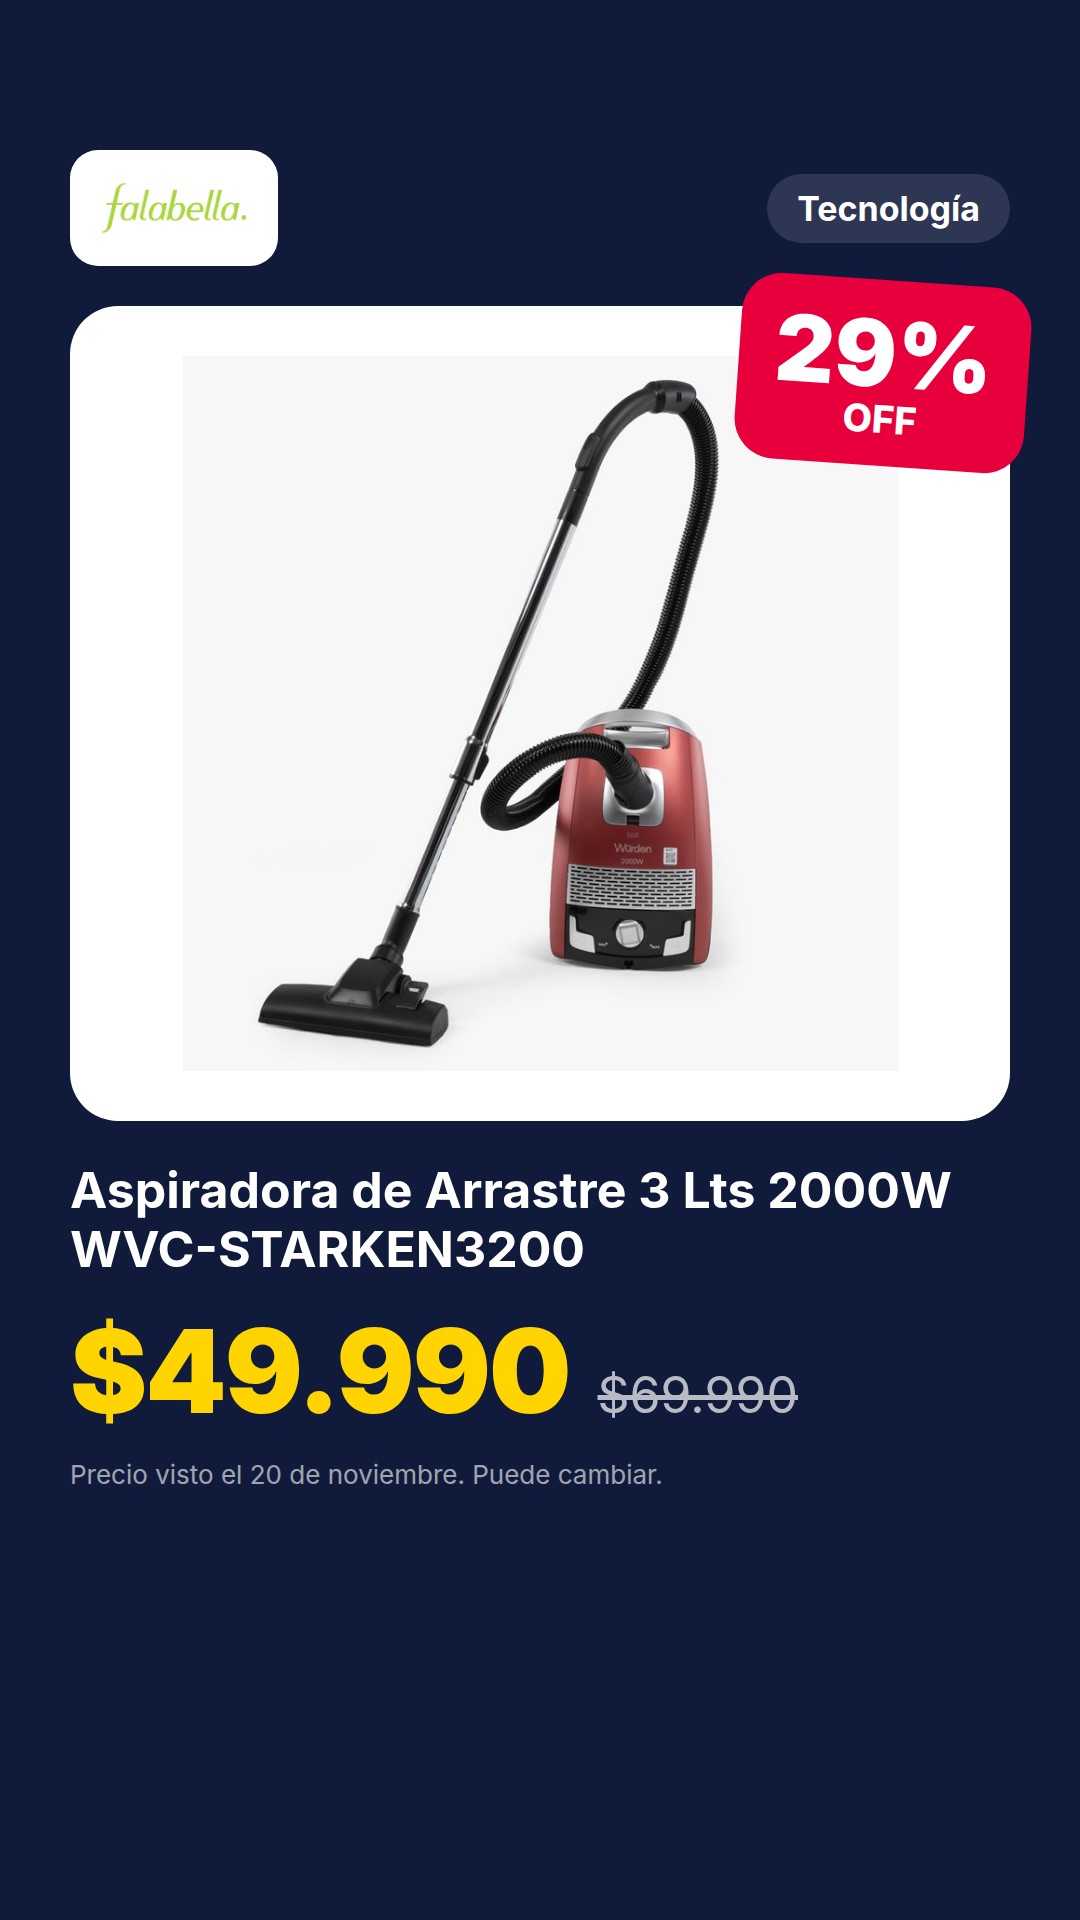 falabella.
Tecnología
29%
OFF
Würden
2000W
Aspiradora de Arrastre 3 Lts 2000W
WVC-STARKEN3200
$49.990 $69.990
Precio visto el 20 de noviembre. Puede cambiar.